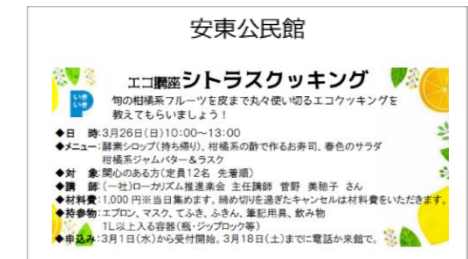 安東公民館
エコ講座シトラスクッキング
いき
いき
旬の柑橘系フルーツを皮まで丸々使い切るエコクッキングを
教えてもらいましょう!
◆日 時:3月26日(日)10:00~13:00
◆メニュー:酵素シロップ(持ち帰り)、柑橘系の酢で作るお寿司、春色のサラダ
柑橘系ジャムバター&ラスク
◆対 象:関心のある方(定員12名 先着順)
◆講 師:(一社)ローカリズム推進楽会 主任講師 菅野 美穂子 さん
◆材料費:1,000円※当日集めます。締め切りを過ぎたキャンセルは材料費をいただきます。
◆持参物:エプロン、マスク、てふき、ふきん、筆記用具、飲み物
1L以上入る容器(瓶・ジップロック等)
◆申込み:3月1日(水)から受付開始。3月18日(土)までに電話か来館で。